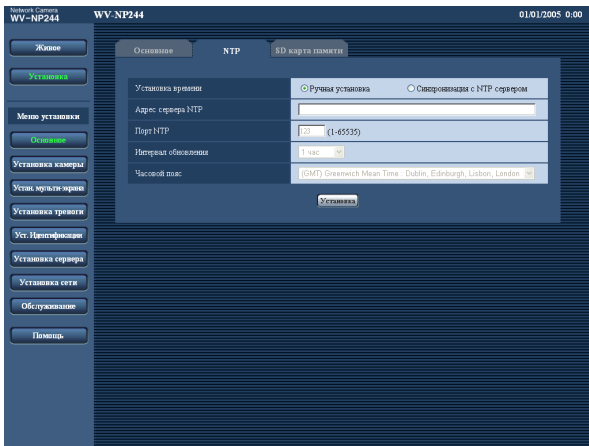 Network Camera
WV-NP244
WV-NP244
01/01/2005 0:00
Живое
Установка
Меню установки
Основное
Установка камеры
Устан. мульти-экрана
Установка тревоги
Уст. Идентификации
Установка сервера
Установка сети
Обслуживание
Помощь
Основное NTP SD карта памяти
Установка времени Ручная установка Синхронизация с NTP сервером
Адрес сервера NTP
Порт NTP 123 (1-65535)
Интервал обновления 1 час
Часовой пояс (GMT) Greenwich Mean Time : Dublin, Edinburgh, Lisbon, London
Установка